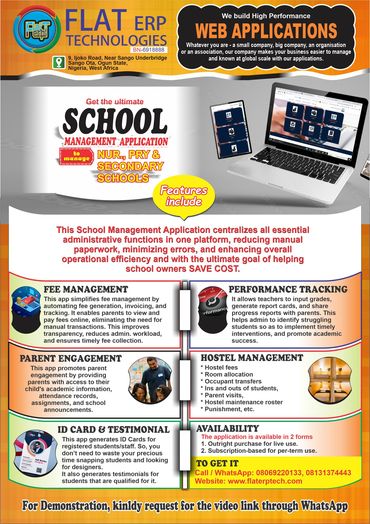 FLAT ERP
TECHNOLOGIES
BN-6918888
9, Ijoko Road, Near Sango Underbridge
Sango Ota, Ogun State,
Nigeria, West Africa
We build High Performance
WEB APPLICATIONS
Whatever you are - a small company, big company, an organisation
or an association, our company makes your business easier to manage
and known at global scale with our applications.
Get the ultimate
SCHOOL
MANAGEMENT APPLICATION
to
manage
NUR., PRY &
SECONDARY
SCHOOLS
Features
include
This School Management Application centralizes all essential
administrative functions in one platform, reducing manual
paperwork, minimizing errors, and enhancing overall
operational efficiency and with the ultimate goal of helping
school owners SAVE COST.
FEE MANAGEMENT
This app simplifies fee management by
automating fee generation, invoicing, and
tracking. It enables parents to view and
pay fees online, eliminating the need for
manual transactions. This improves
transparency, reduces admin. workload,
and ensures timely fee collection.
PERFORMANCE TRACKING
It allows teachers to input grades,
generate report cards, and share
progress reports with parents. This
helps admin to identify struggling
students so as to implement timely
interventions, and promote academic
success.
PARENT ENGAGEMENT
This app promotes parent
engagement by providing
parents with access to their
child's academic information,
attendance records,
assignments, and school
announcements.
HOSTEL MANAGEMENT
* Hostel fees
* Room allocation
* Occupant transfers
* Ins and outs of students,
* Parent visits,
* Hostel maintenance roster
* Punishment, etc.
ID CARD & TESTIMONIAL
This app generates ID Cards for
registered students/staff. So, you
don't need to waste your precious
time snapping students and looking
for designers.
It also generates testimonials for
students that are qualified for it.
AVAILABILITY
The application is available in 2 forms
1. Outright purchase for live use.
2. Subscription-based for per-term use.
TO GET IT
Call / WhatsApp: 08069220133, 08131374443
Website: www.flaterptech.com
For Demonstration, kinldy request for the video link through WhatsApp